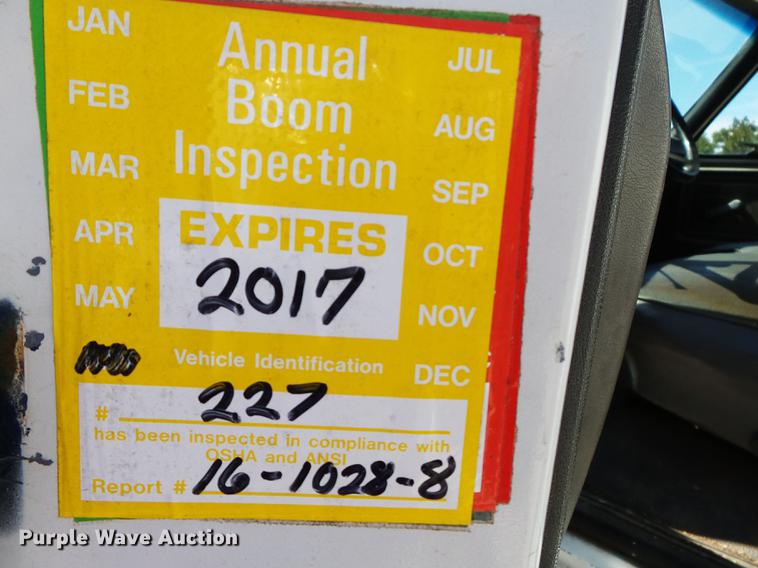 Annual
Boom
Inspection
JAN
FEB
MAR
APR
MAY
JUL
AUG
SEP
OCT
NOV
DEC
EXPIRES
2017
Vehicle Identification
# 227
has been inspected in compliance with
OSHA and ANSI
Report # 16-1028-8
Purple Wave Auction